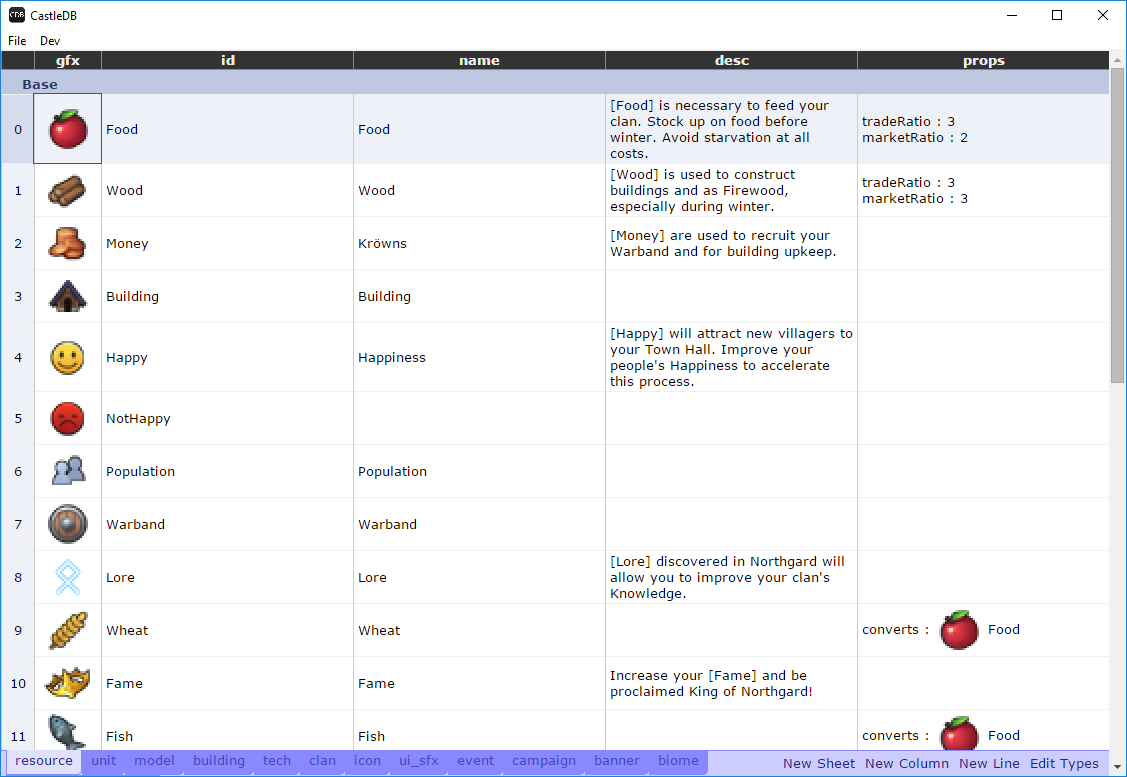 CDB CastleDB
File Dev
gfx id name desc props
Base
0 Food Food [Food] is necessary to feed your
clan. Stock up on food before
winter. Avoid starvation at all
costs.
tradeRatio : 3
marketRatio : 2
1 Wood Wood [Wood] is used to construct
buildings and as Firewood,
especially during winter.
tradeRatio : 3
marketRatio : 3
2 Money Kröwns [Money] are used to recruit your
Warband and for building upkeep.
3 Building Building
4 Happy Happiness [Happy] will attract new villagers to
your Town Hall. Improve your
people's Happiness to accelerate
this process.
5 NotHappy
6 Population Population
7 Warband Warband
8 Lore Lore [Lore] discovered in Northgard will
allow you to improve your clan's
Knowledge.
9 Wheat Wheat converts : Food
10 Fame Fame Increase your [Fame] and be
proclaimed King of Northgard!
11 Fish Fish converts : Food
resource unit model building tech clan icon ui_sfx event campaign banner biome New Sheet New Column New Line Edit Types